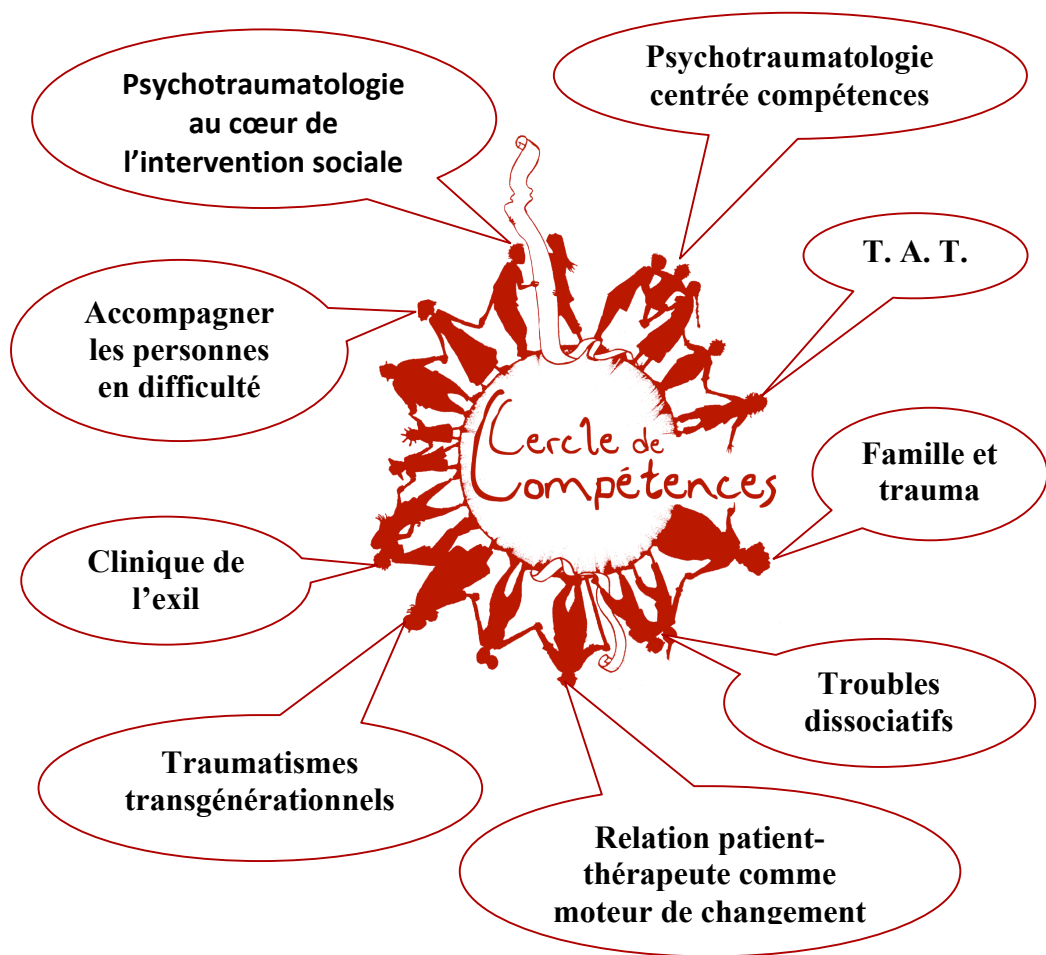 Psychotraumatologie
au cœur de
l’intervention sociale
Psychotraumatologie
centrée compétences
T. A. T.
Accompagner
les personnes
en difficulté
Cercle de
Compétences
Famille et
trauma
Clinique de
l’exil
Troubles
dissociatifs
Traumatismes
transgénérationnels
Relation patient-
thérapeute comme
moteur de changement